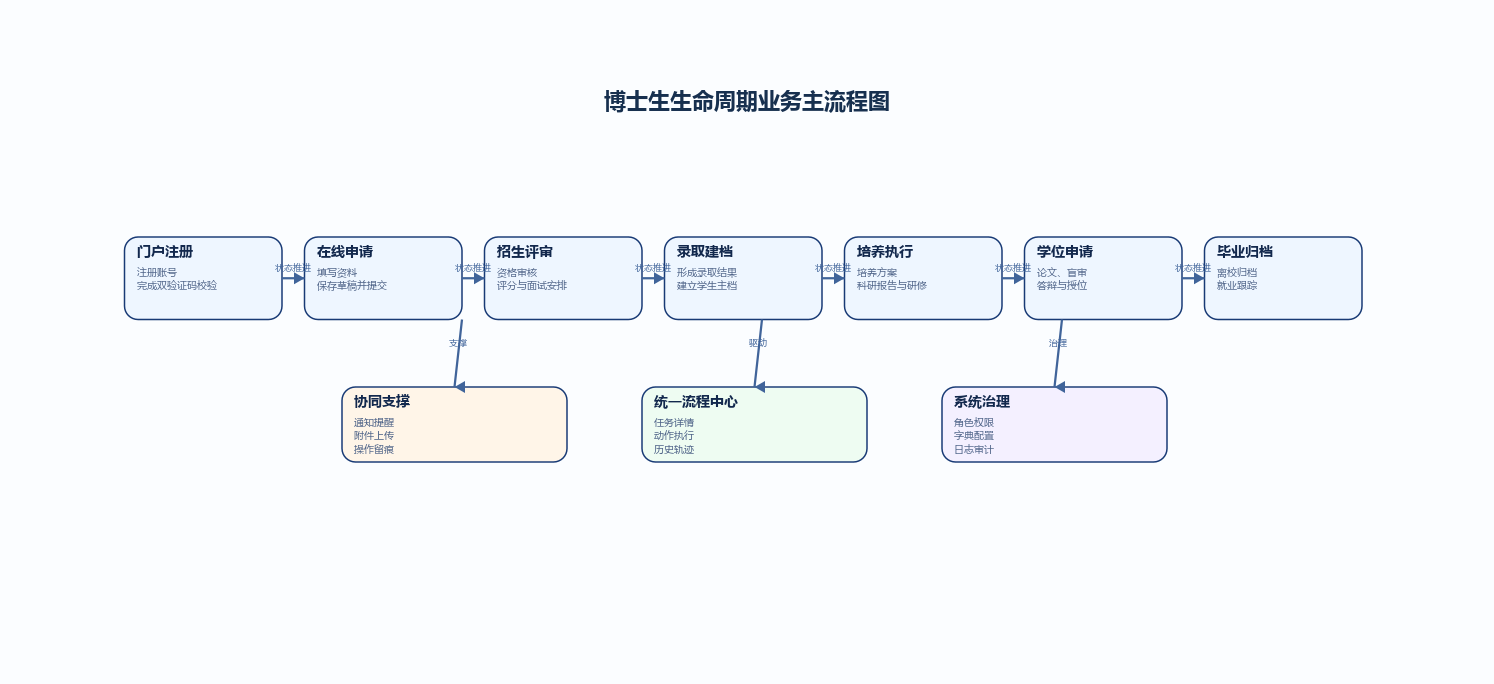 博士生生命周期业务主流程图
门户注册
注册账号
完成双验证码校验
状态推进
在线申请
填写资料
保存草稿并提交
状态推进
招生评审
资格审核
评分与面试安排
状态推进
录取建档
形成录取结果
建立学生主档
状态推进
培养执行
培养方案
科研报告与研修
状态推进
学位申请
论文、盲审
答辩与授位
状态推进
毕业归档
离校归档
就业跟踪
支撑
驱动
治理
协同支撑
通知提醒
附件上传
操作留痕
统一流程中心
任务详情
动作执行
历史轨迹
系统治理
角色权限
字典配置
日志审计